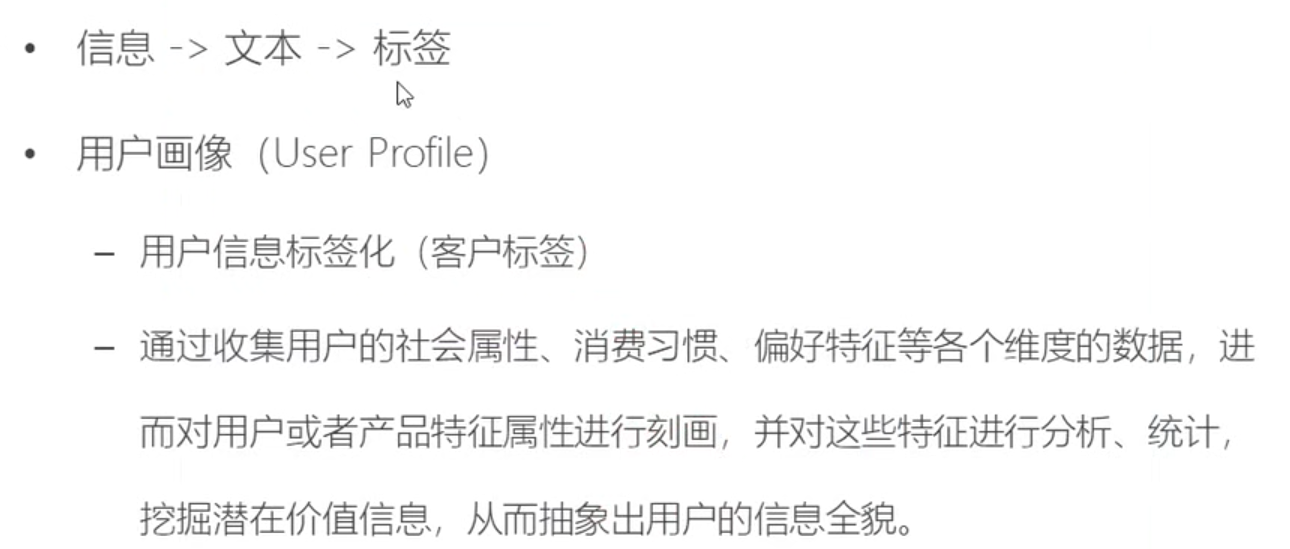 • 信息 -> 文本 -> 标签
• 用户画像（User Profile）
– 用户信息标签化（客户标签）
– 通过收集用户的社会属性、消费习惯、偏好特征等各个维度的数据，进
而对用户或者产品特征属性进行刻画，并对这些特征进行分析、统计，
挖掘潜在价值信息，从而抽象出用户的信息全貌。